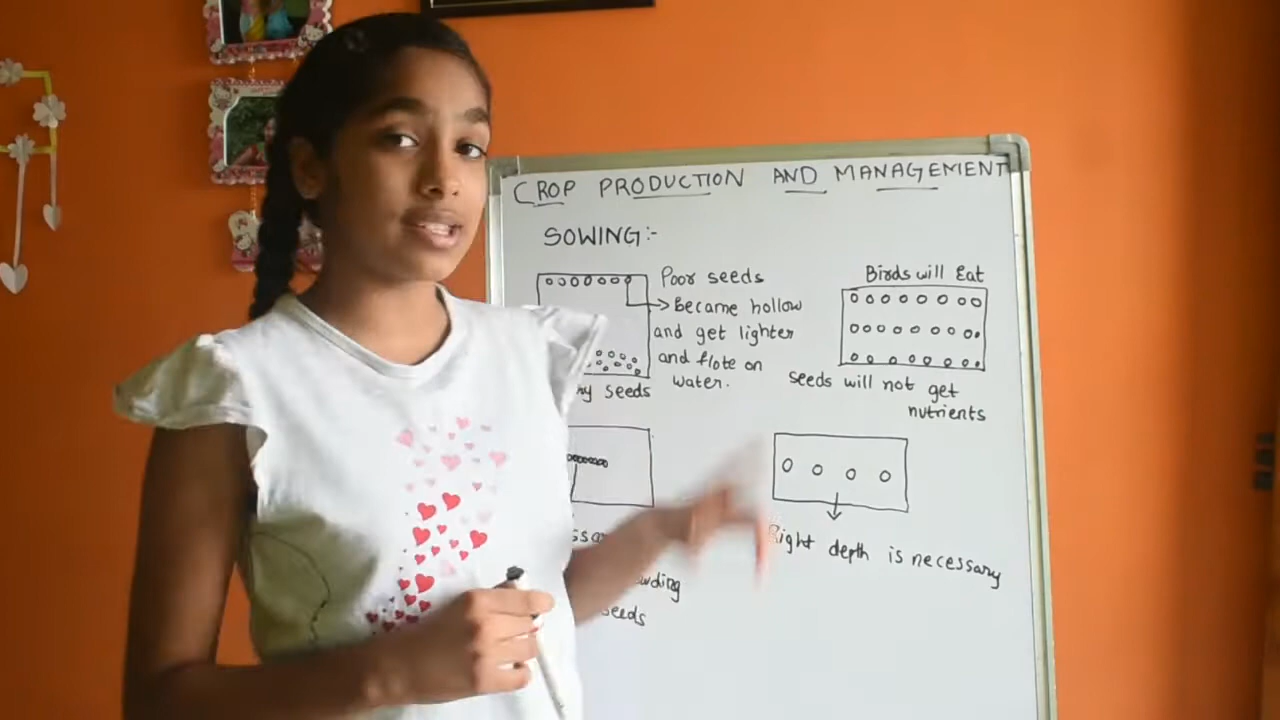 CROP PRODUCTION AND MANAGEMENT
SOWING:-
Poor seeds
Became hollow
and get lighter
and flote on
water.
seeds
Birds will Eat
seeds will not get
nutrients
Right depth is necessary
seeds